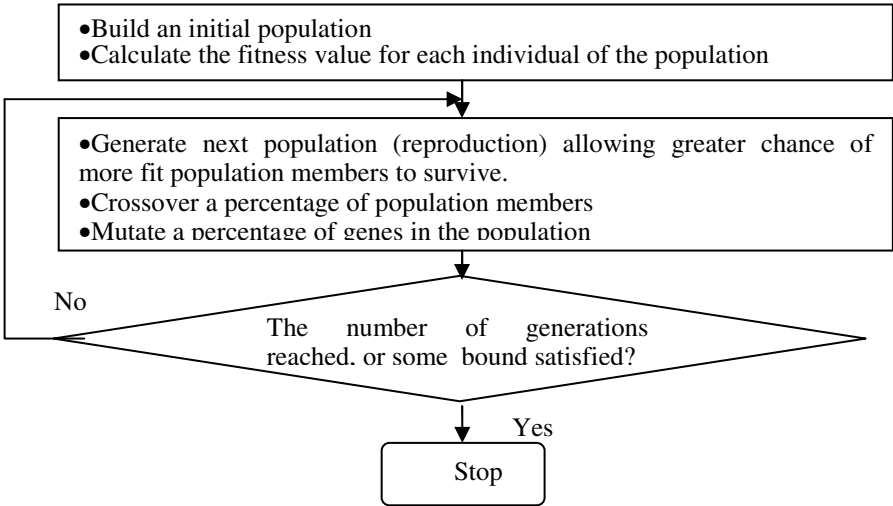 •Build an initial population
•Calculate the fitness value for each individual of the population
•Generate next population (reproduction) allowing greater chance of
more fit population members to survive.
•Crossover a percentage of population members
•Mutate a percentage of genes in the population
No
The number of generations
reached, or some bound satisfied?
Yes
Stop